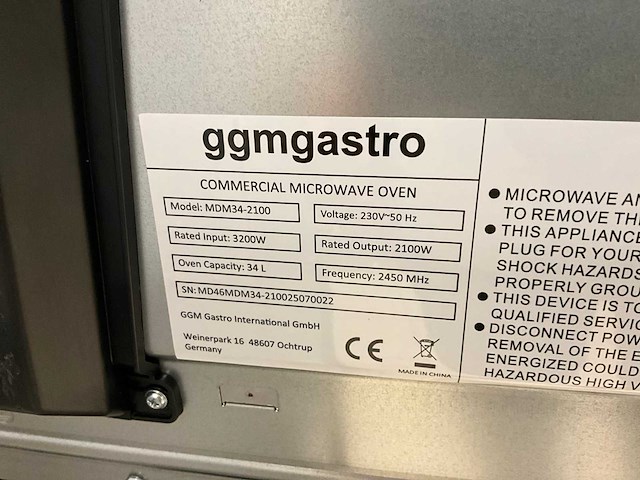 ggmgastro
COMMERCIAL MICROWAVE OVEN
Model: MDM34-2100
Voltage: 230V~50 Hz
Rated Input: 3200W
Rated Output: 2100W
Oven Capacity: 34 L
Frequency: 2450 MHz
SN: MD46MDM34-210025070022
GGM Gastro International GmbH
Weinerpark 16 48607 Ochtrup
Germany
CE
MADE IN CHINA
● MICROWAVE AN
TO REMOVE THI
● THIS APPLIANCE
PLUG FOR YOUR
SHOCK HAZARDS
PROPERLY GROU
● THIS DEVICE IS TO
QUALIFIED SERVIC
● DISCONNECT POW
REMOVAL OF THE E
ENERGIZED COULD
HAZARDOUS HIGH V